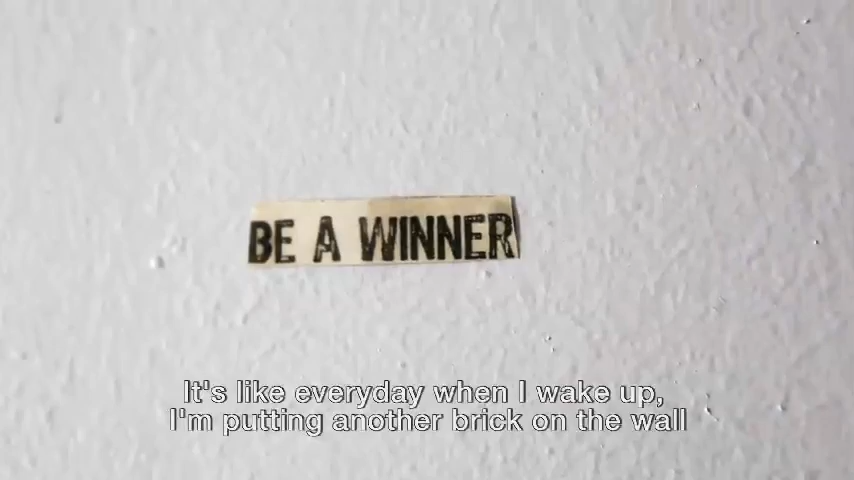 BE A WINNER
It's like everyday when I wake up,
I'm putting another brick on the wall